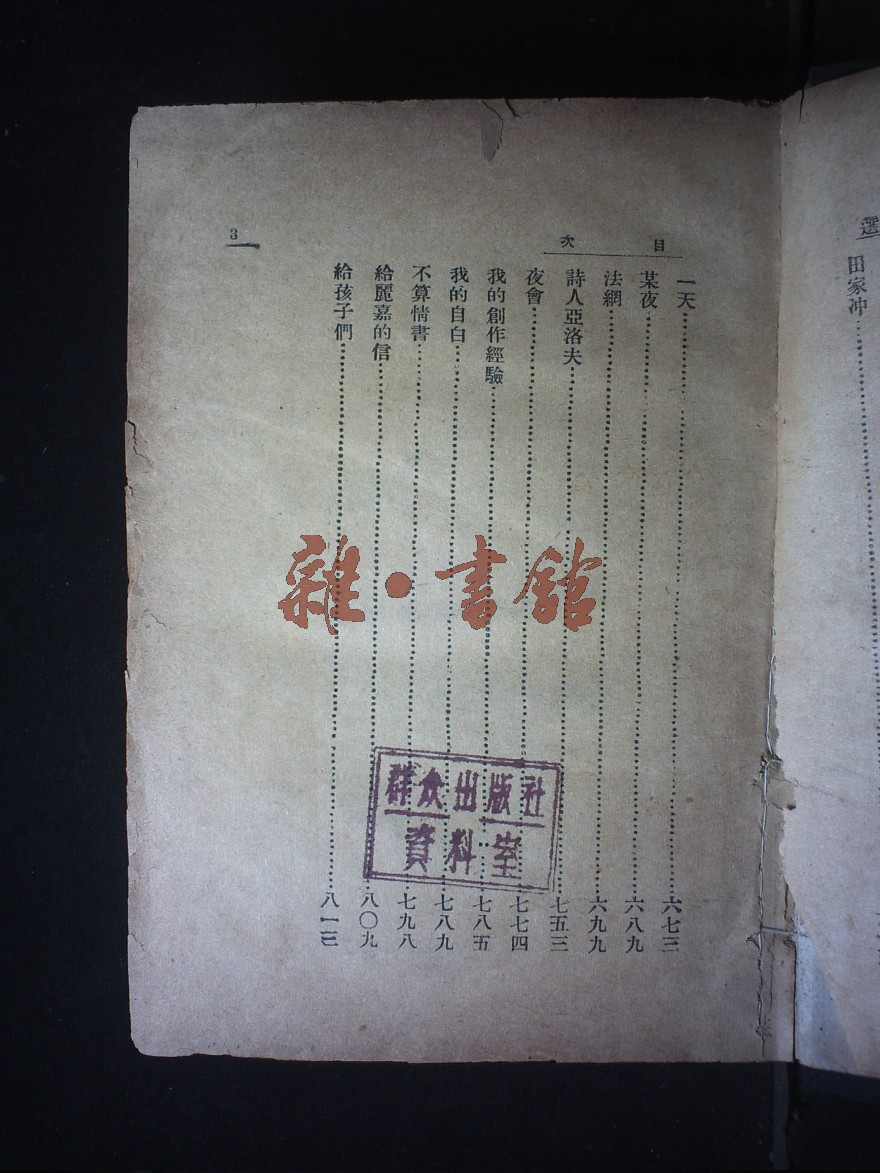 選
田家冲
目次
一天 六七三
某夜 六八九
法網 六九九
詩人亞洛夫 七五三
夜會 七七四
我的創作經驗 七八五
我的自白 七八九
不算情書 七九八
給麗嘉的信 八〇九
給孩子們 八一三
3
雜·書館
群众出版社
資料室